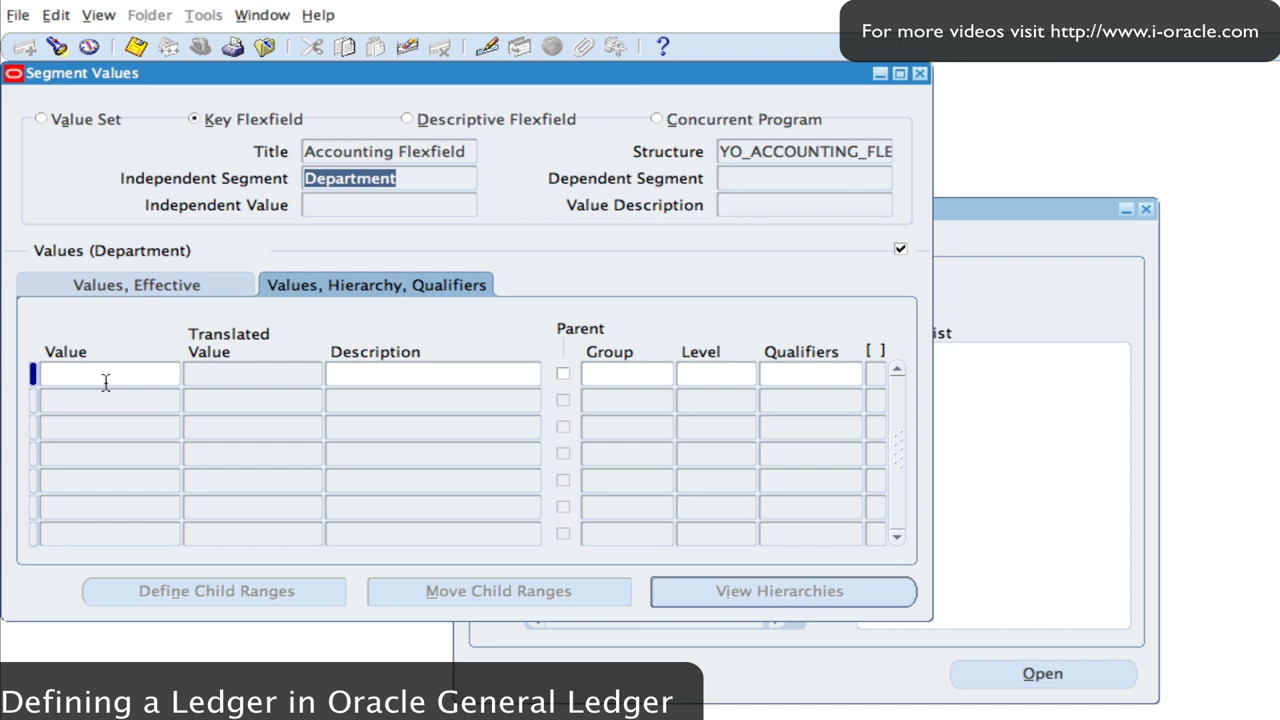 File Edit View Folder Tools Window Help
For more videos visit http://www.i-oracle.com
Segment Values
Value Set Key Flexfield Descriptive Flexfield Concurrent Program
Title Accounting Flexfield Structure YO_ACCOUNTING_FLE
Independent Segment Department Dependent Segment
Independent Value Value Description
Values (Department)
Values, Effective Values, Hierarchy, Qualifiers
Parent
Translated
Value Value Description Group Level Qualifiers [ ]
ist
Define Child Ranges Move Child Ranges View Hierarchies
Open
Defining a Ledger in Oracle General Ledger